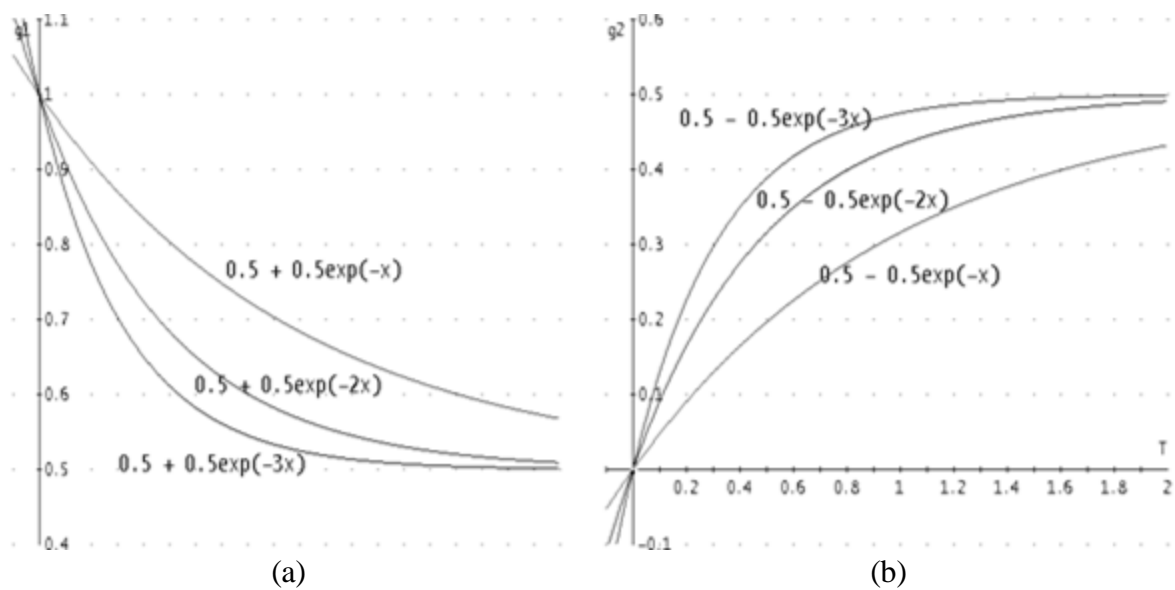 g1
1.1
1
0.9
0.8
0.7
0.6
0.5
0.4
0.5 + 0.5exp(-x)
0.5 + 0.5exp(-2x)
0.5 + 0.5exp(-3x)
(a)
g2
0.6
0.5
0.4
0.3
0.2
0.1
-0.1
0.5 - 0.5exp(-3x)
0.5 - 0.5exp(-2x)
0.5 - 0.5exp(-x)
T
0.2 0.4 0.6 0.8 1 1.2 1.4 1.6 1.8 2
(b)